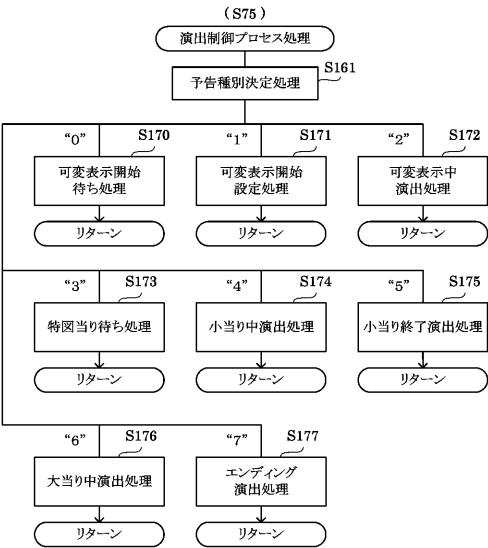 (S75)
演出制御プロセス処理
S161
予告種別決定処理
“0”
S170
可変表示開始
待ち処理
リターン
“1”
S171
可変表示開始
設定処理
リターン
“2”
S172
可変表示中
演出処理
リターン
“3”
S173
特図当り待ち処理
リターン
“4”
S174
小当り中演出処理
リターン
“5”
S175
小当り終了演出処理
リターン
“6”
S176
大当り中演出処理
リターン
“7”
S177
エンディング
演出処理
リターン